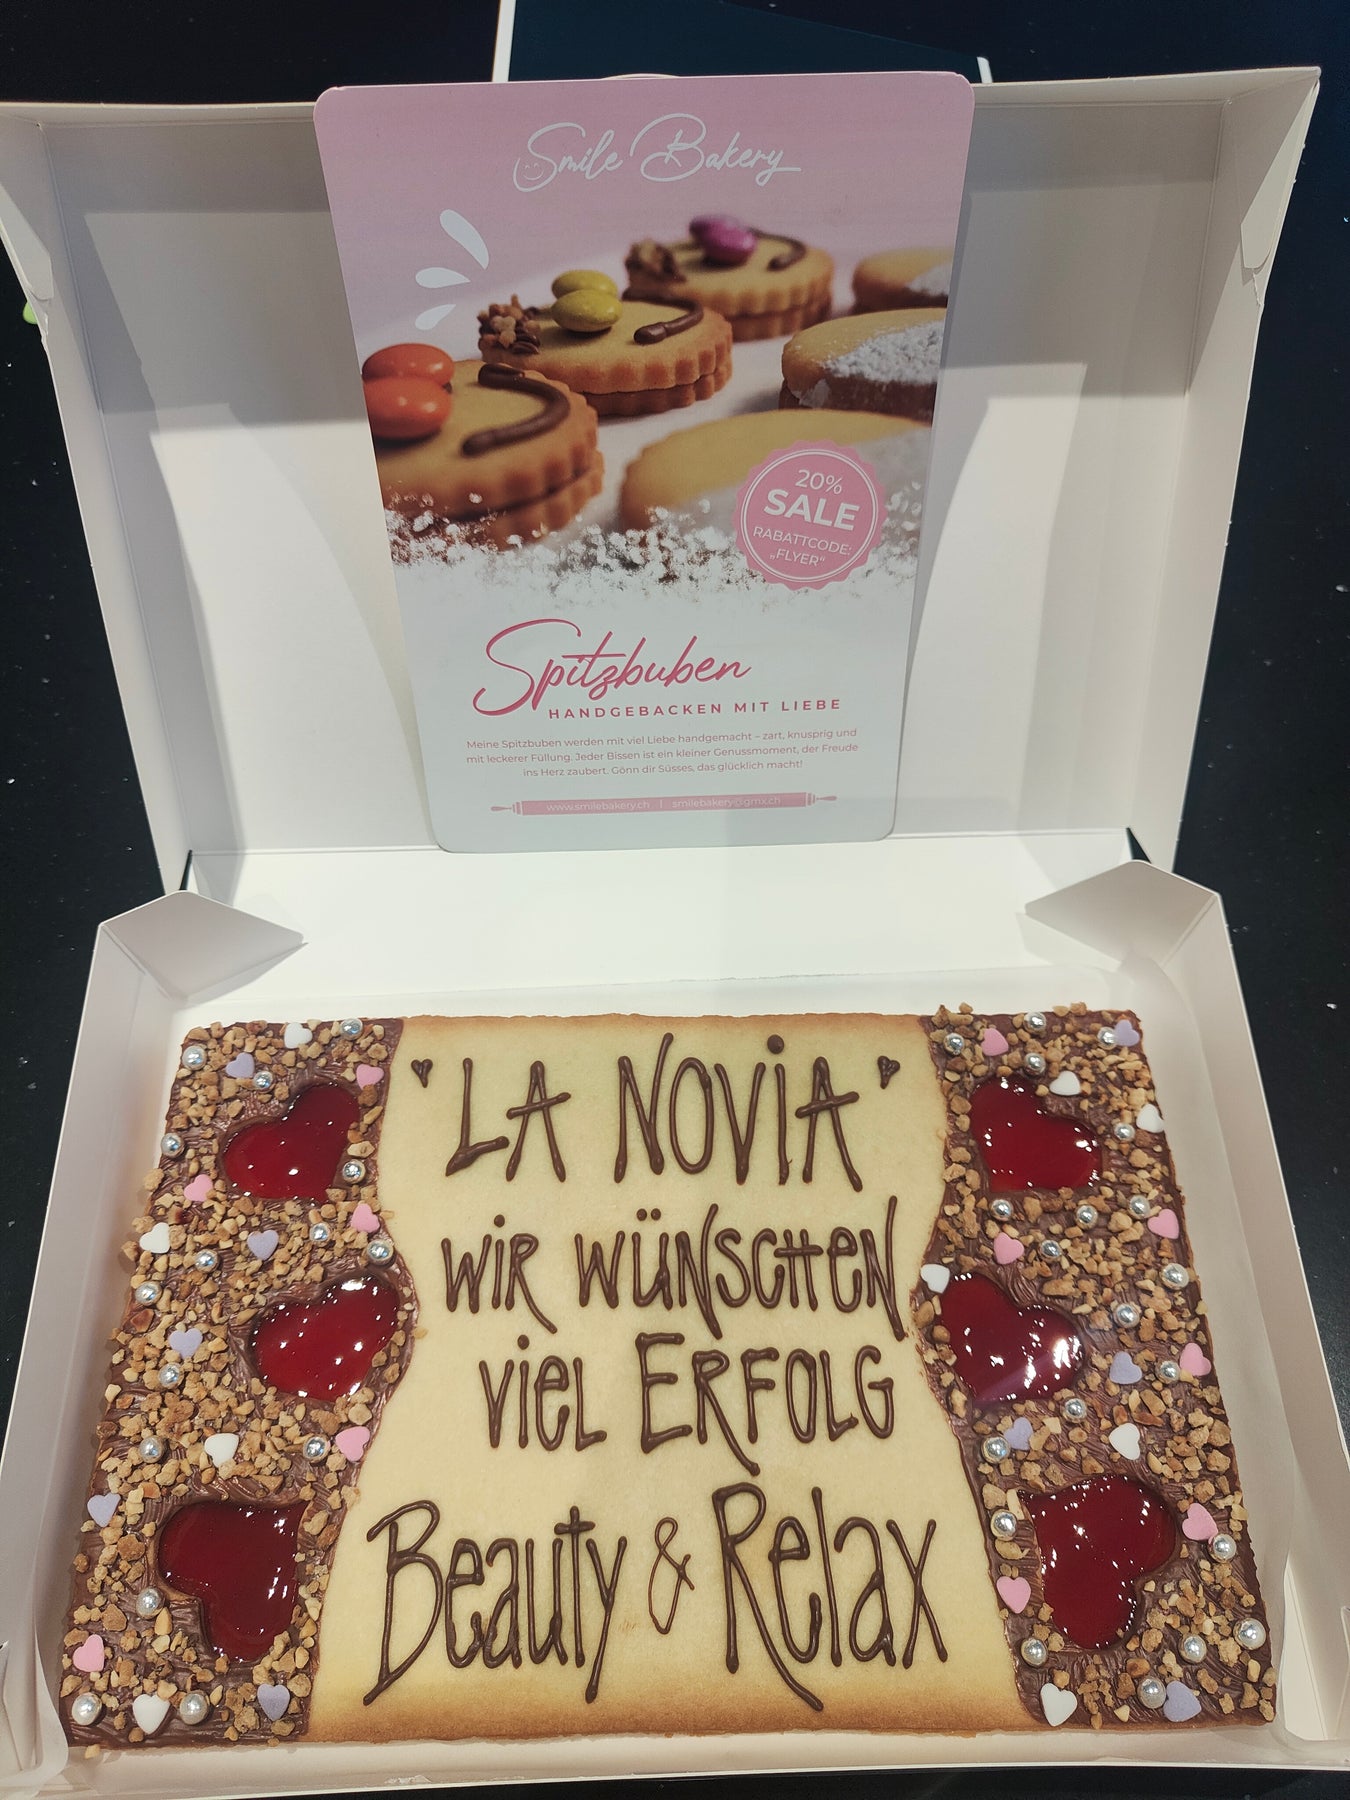 Smile Bakery
20%
SALE
RABATTCODE:
„FLYER“
Spitzbuben
HANDGEBACKEN MIT LIEBE
Meine Spitzbuben werden mit viel Liebe handgemacht – zart, knusprig und
mit leckerer Füllung. Jeder Bissen ist ein kleiner Genussmoment, der Freude
ins Herz zaubert. Gönn dir Süsses, das glücklich macht!
www.smilebakery.ch | smilebakery@gmx.ch
LA NOViA
wiR wüNSCHeN
vieL ERFOLG
Beauty & Relax